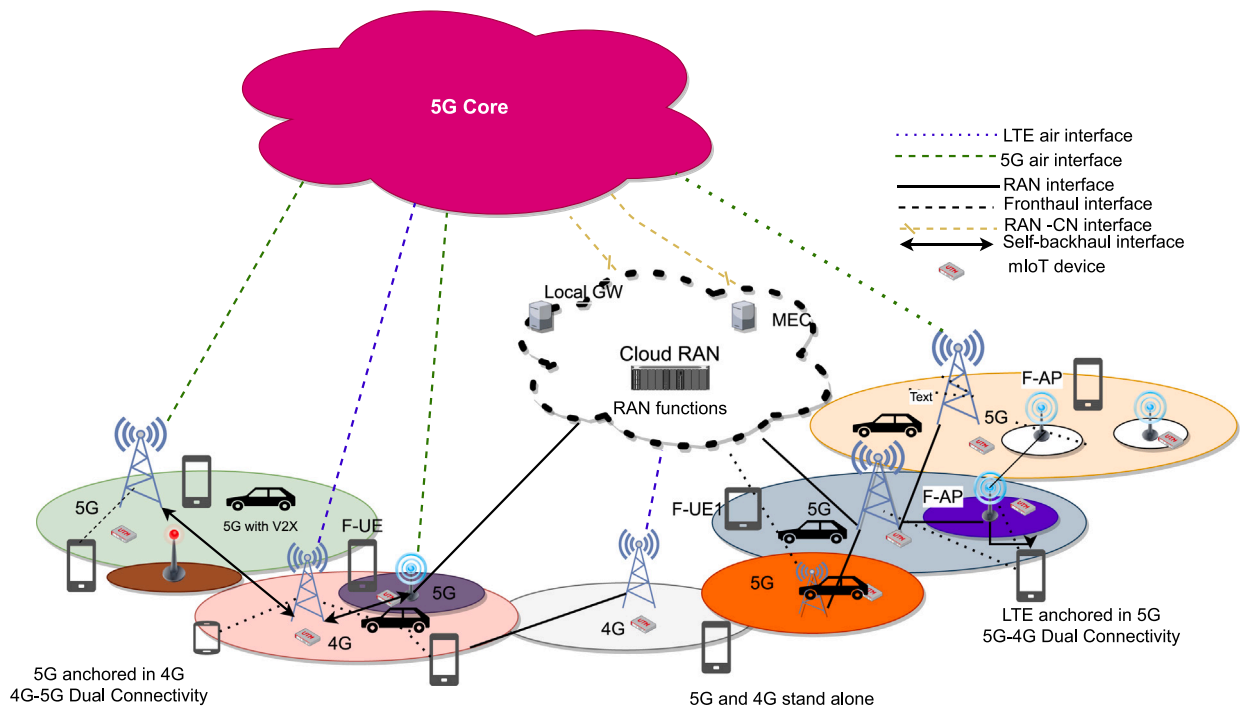 5G Core
LTE air interface
5G air interface
RAN interface
Fronthaul interface
RAN -CN interface
Self-backhaul interface
mIoT device
Local GW
MEC
Cloud RAN
RAN functions
F-AP
Text
5G
5G
5G with V2X
F-UE
5G
4G
F-UE1
5G
F-AP
5G
4G
5G anchored in 4G
4G-5G Dual Connectivity
5G and 4G stand alone
LTE anchored in 5G
5G-4G Dual Connectivity